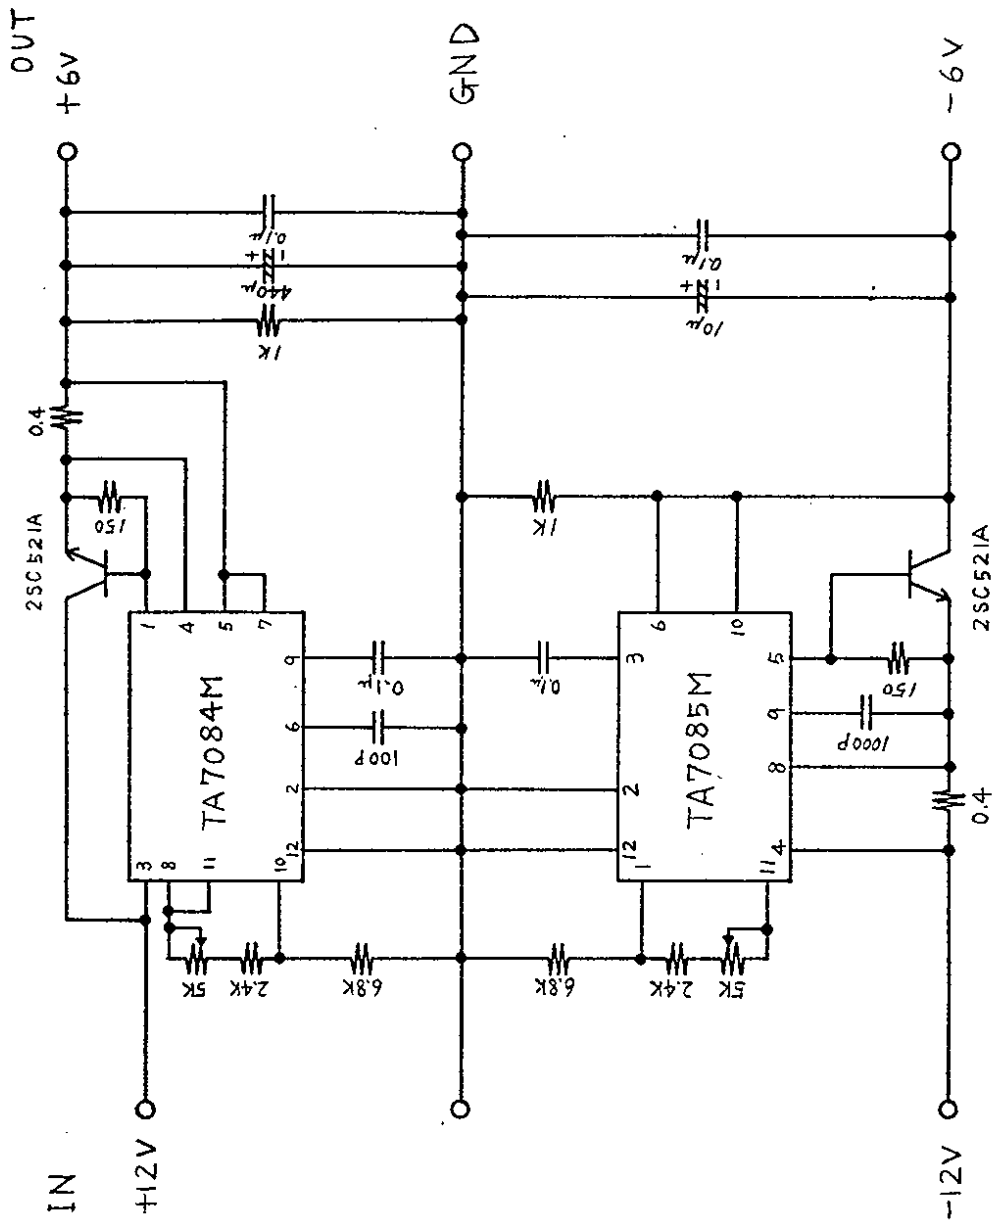 OUT
+6V
GND
-6V
0.1μ
440μ
+
-
1K
0.1μ
10μ
+
-
0.4
150
2SC521A
1K
2SC521A
150
1000P
0.4
1
4
5
7
9
6
2
12
3
8
11
10
TA7084M
0.1μ
100P
0.1μ
6
10
3
2
12
1
5
9
8
4
11
TA7085M
5K
2.4K
6.8K
6.8K
2.4K
5K
IN
+12V
-12V